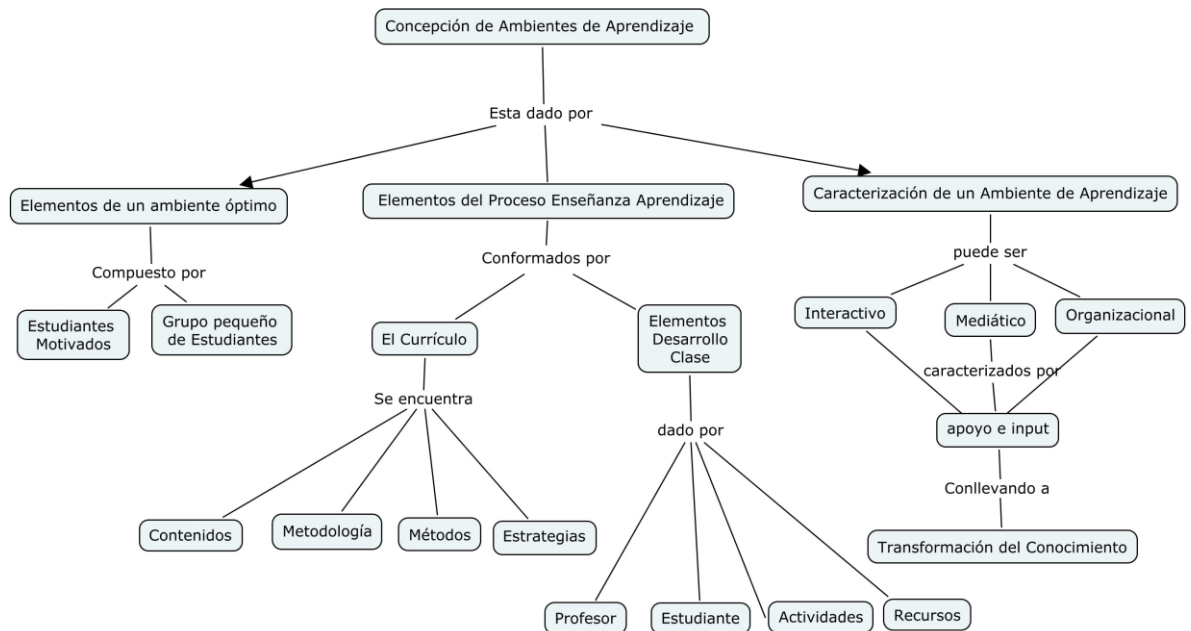 Concepción de Ambientes de Aprendizaje
Esta dado por
Elementos de un ambiente óptimo
Elementos del Proceso Enseñanza Aprendizaje
Caracterización de un Ambiente de Aprendizaje
Compuesto por
Conformados por
puede ser
Estudiantes
Motivados
Grupo pequeño
de Estudiantes
El Currículo
Elementos
Desarrollo
Clase
Interactivo
Mediático
Organizacional
Se encuentra
dado por
caracterizados por
apoyo e input
Conllevando a
Contenidos
Metodología
Métodos
Estrategias
Transformación del Conocimiento
Profesor
Estudiante
Actividades
Recursos